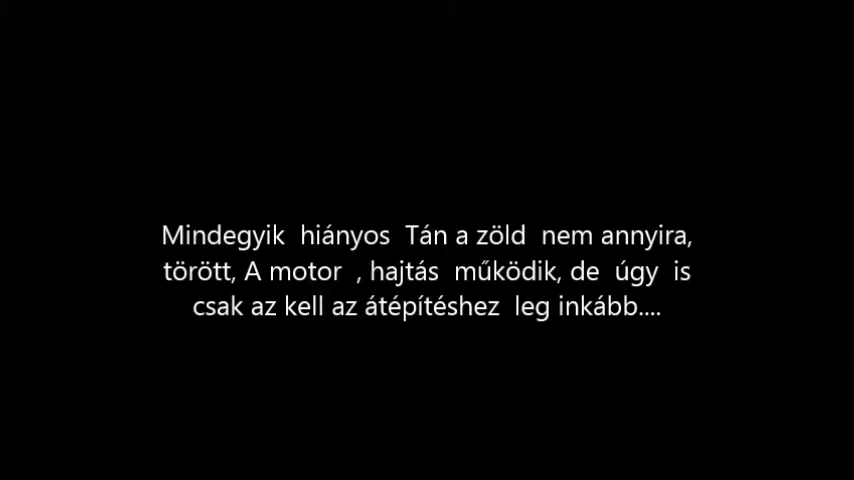 Mindegyik  hiányos  Tán a zöld  nem annyira,
törött, A motor  , hajtás  működik, de  úgy  is
csak az kell az átépítéshez  leg inkább....